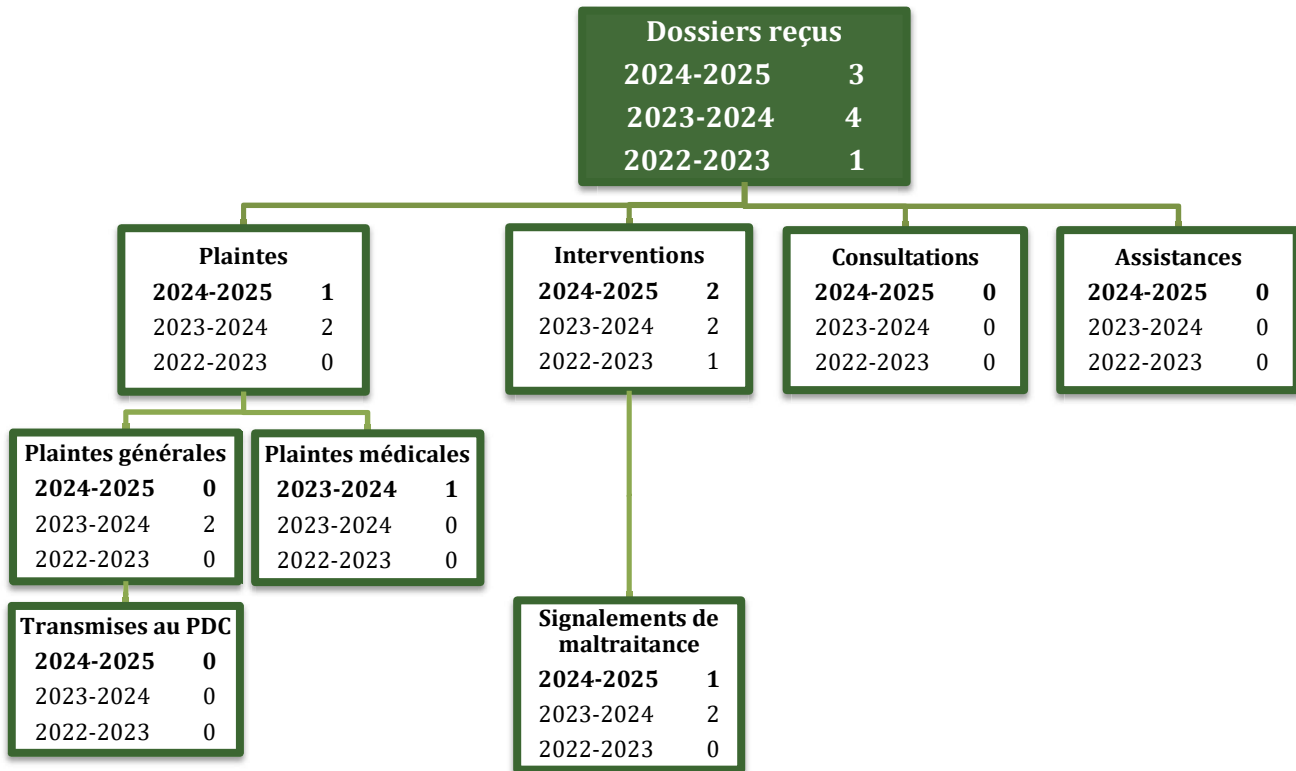 Dossiers reçus
2024-2025 3
2023-2024 4
2022-2023 1
Plaintes
2024-2025 1
2023-2024 2
2022-2023 0
Interventions
2024-2025 2
2023-2024 2
2022-2023 1
Consultations
2024-2025 0
2023-2024 0
2022-2023 0
Assistances
2024-2025 0
2023-2024 0
2022-2023 0
Plaintes générales
2024-2025 0
2023-2024 2
2022-2023 0
Plaintes médicales
2023-2024 1
2023-2024 0
2022-2023 0
Transmises au PDC
2024-2025 0
2023-2024 0
2022-2023 0
Signalements de
maltraitance
2024-2025 1
2023-2024 2
2022-2023 0